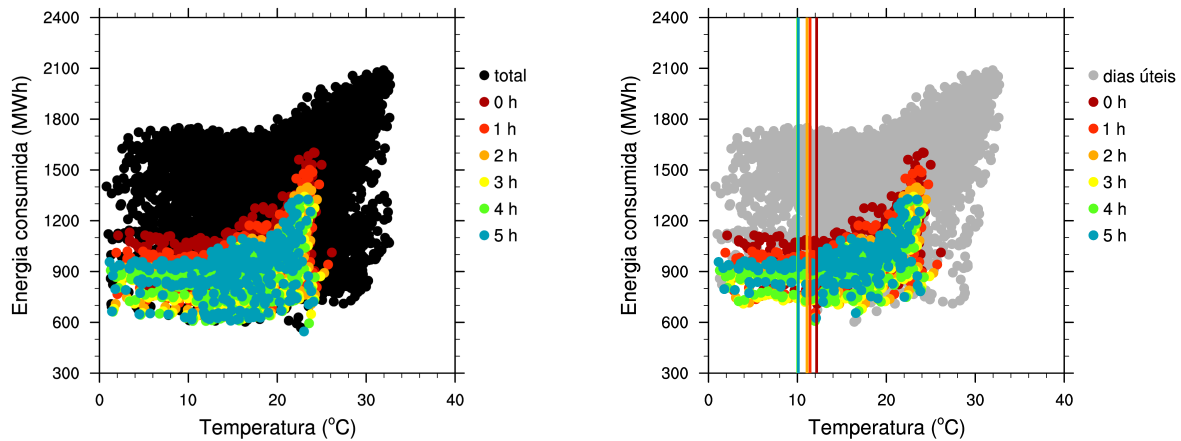 2400
2100
1800
1500
1200
900
600
300
Energia consumida (MWh)
0 10 20 30 40
Temperatura (°C)
total
0 h
1 h
2 h
3 h
4 h
5 h
2400
2100
1800
1500
1200
900
600
300
Energia consumida (MWh)
0 10 20 30 40
Temperatura (°C)
dias úteis
0 h
1 h
2 h
3 h
4 h
5 h